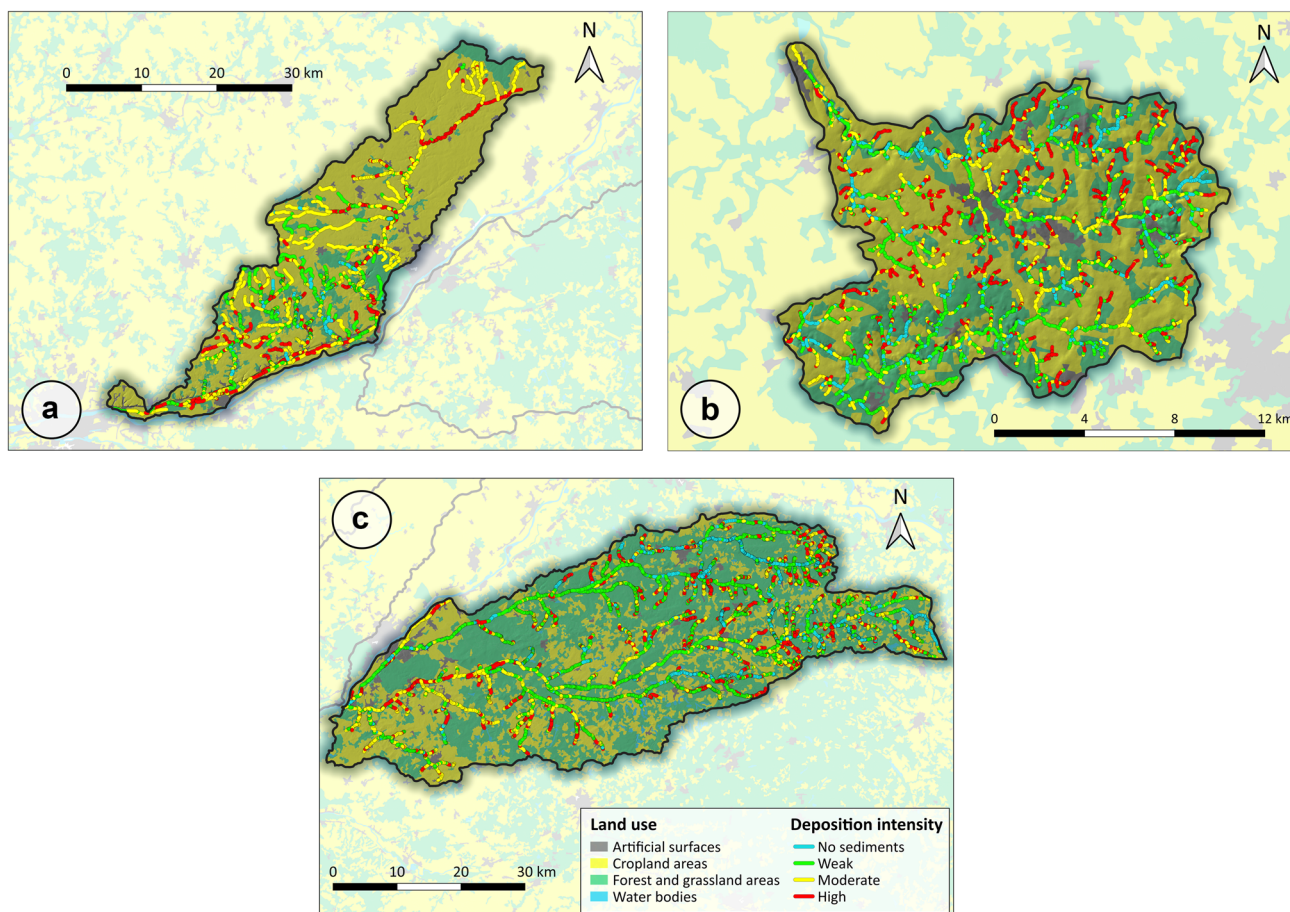 N
0 10 20 30 km
a
N
b
0 4 8 12 km
c
N
Land use
Artificial surfaces
Cropland areas
Forest and grassland areas
Water bodies
Deposition intensity
No sediments
Weak
Moderate
High
0 10 20 30 km